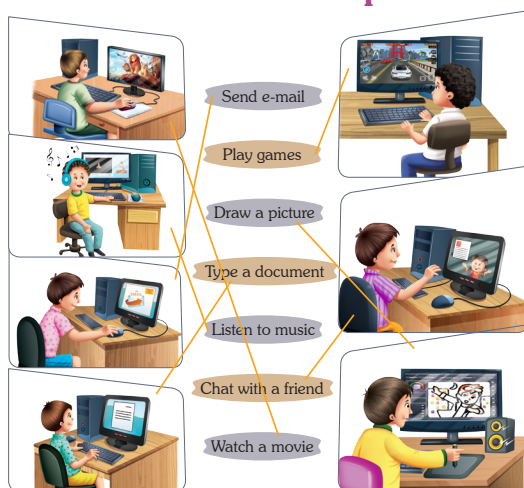 Send e-mail
Play games
Draw a picture
Type a document
Listen to music
Chat with a friend
Watch a movie